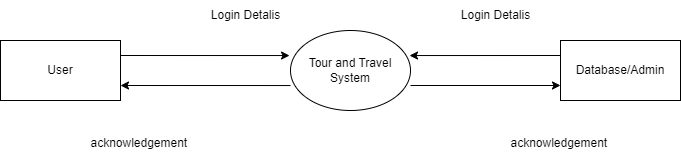 Login Detalis
Login Detalis
User
Tour and Travel
System
Database/Admin
acknowledgement
acknowledgement